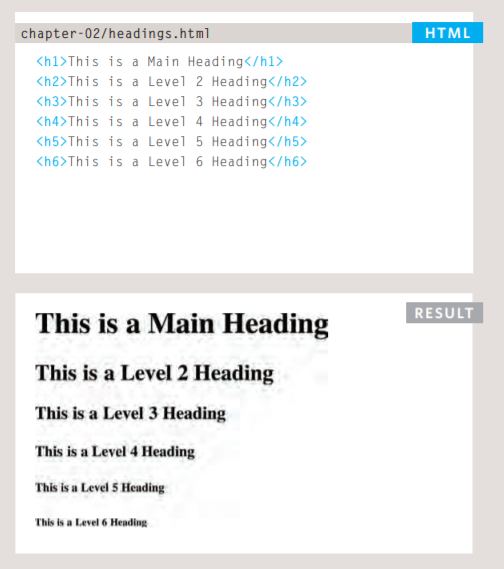 chapter-02/headings.html HTML
<h1>This is a Main Heading</h1>
<h2>This is a Level 2 Heading</h2>
<h3>This is a Level 3 Heading</h3>
<h4>This is a Level 4 Heading</h4>
<h5>This is a Level 5 Heading</h5>
<h6>This is a Level 6 Heading</h6>
RESULT
This is a Main Heading
This is a Level 2 Heading
This is a Level 3 Heading
This is a Level 4 Heading
This is a Level 5 Heading
This is a Level 6 Heading